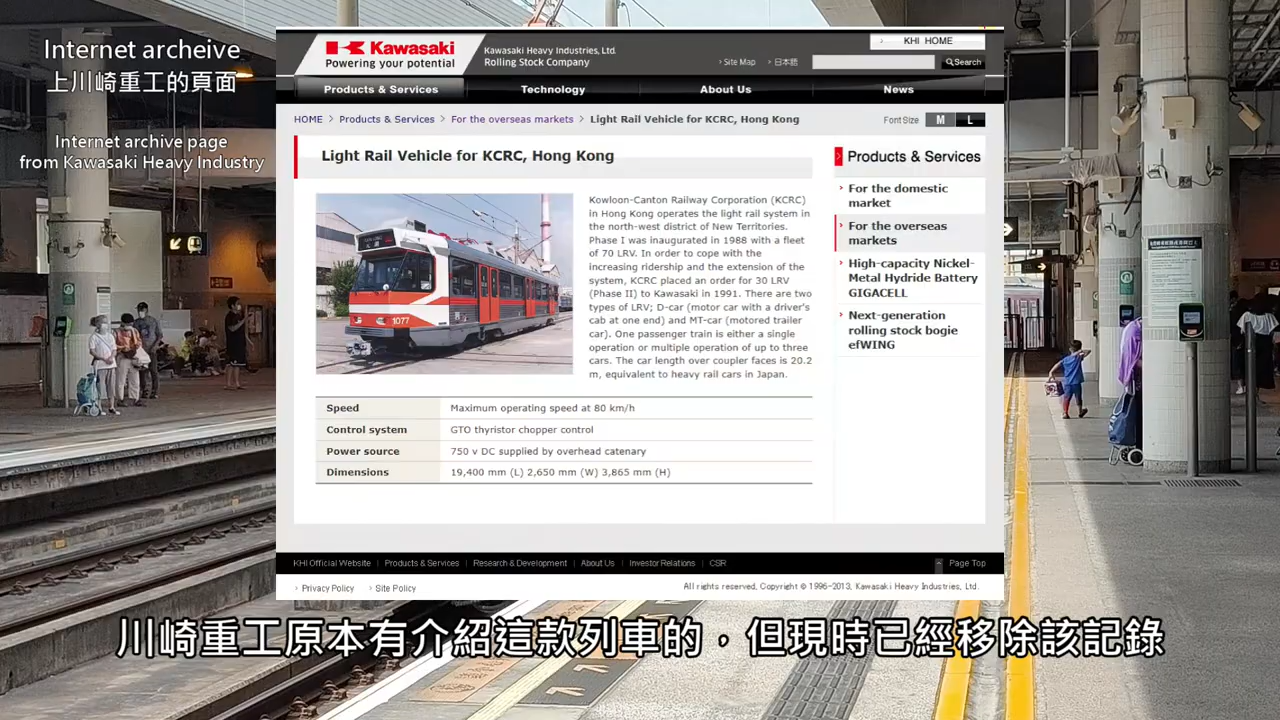 Internet archeive
上川崎重工的頁面
Internet archive page
from Kawasaki Heavy Industry
Kawasaki
Powering your potential
Kawasaki Heavy Industries, Ltd.
Rolling Stock Company
KHI HOME
Site Map
日本語
Search
Products & Services
Technology
About Us
News
HOME > Products & Services > For the overseas markets > Light Rail Vehicle for KCRC, Hong Kong
Font Size M L
Light Rail Vehicle for KCRC, Hong Kong
1077
Kowloon-Canton Railway Corporation (KCRC)
in Hong Kong operates the light rail system in
the north-west district of New Territories.
Phase I was inaugurated in 1988 with a fleet
of 70 LRV. In order to cope with the
increasing ridership and the extension of the
system, KCRC placed an order for 30 LRV
(Phase II) to Kawasaki in 1991. There are two
types of LRV; D-car (motor car with a driver's
cab at one end) and MT-car (motored trailer
car). One passenger train is either a single
operation or multiple operation of up to three
cars. The car length over coupler faces is 20.2
m, equivalent to heavy rail cars in Japan.
Speed Maximum operating speed at 80 km/h
Control system GTO thyristor chopper control
Power source 750 v DC supplied by overhead catenary
Dimensions 19,400 mm (L) 2,650 mm (W) 3,865 mm (H)
Products & Services
For the domestic
market
For the overseas
markets
High-capacity Nickel-
Metal Hydride Battery
GIGACELL
Next-generation
rolling stock bogie
efWING
KHI Official Website | Products & Services | Research & Development | About Us | Investor Relations | CSR
Page Top
Privacy Policy
Site Policy
All rights reserved, Copyright © 1996-2013, Kawasaki Heavy Industries, Ltd.
川崎重工原本有介紹這款列車的，但現時已經移除該記錄